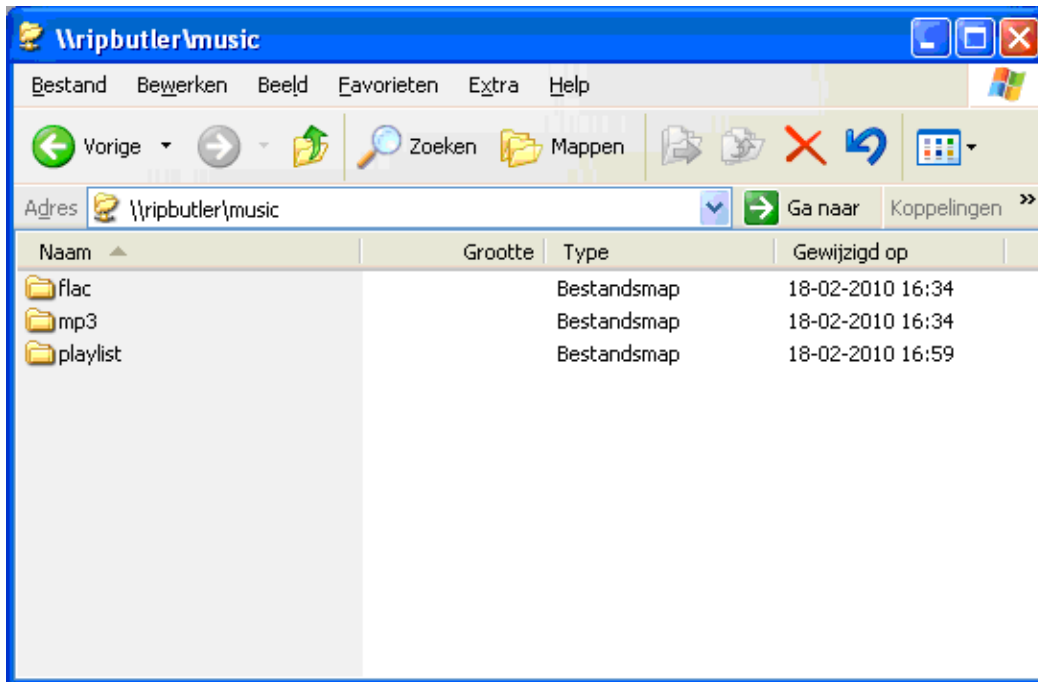 \\ripbutler\music
Bestand Bewerken Beeld Favorieten Extra Help
Vorige Zoeken Mappen
Adres \\ripbutler\music Ga naar Koppelingen »
Naam Grootte Type Gewijzigd op
flac Bestandsmap 18-02-2010 16:34
mp3 Bestandsmap 18-02-2010 16:34
playlist Bestandsmap 18-02-2010 16:59